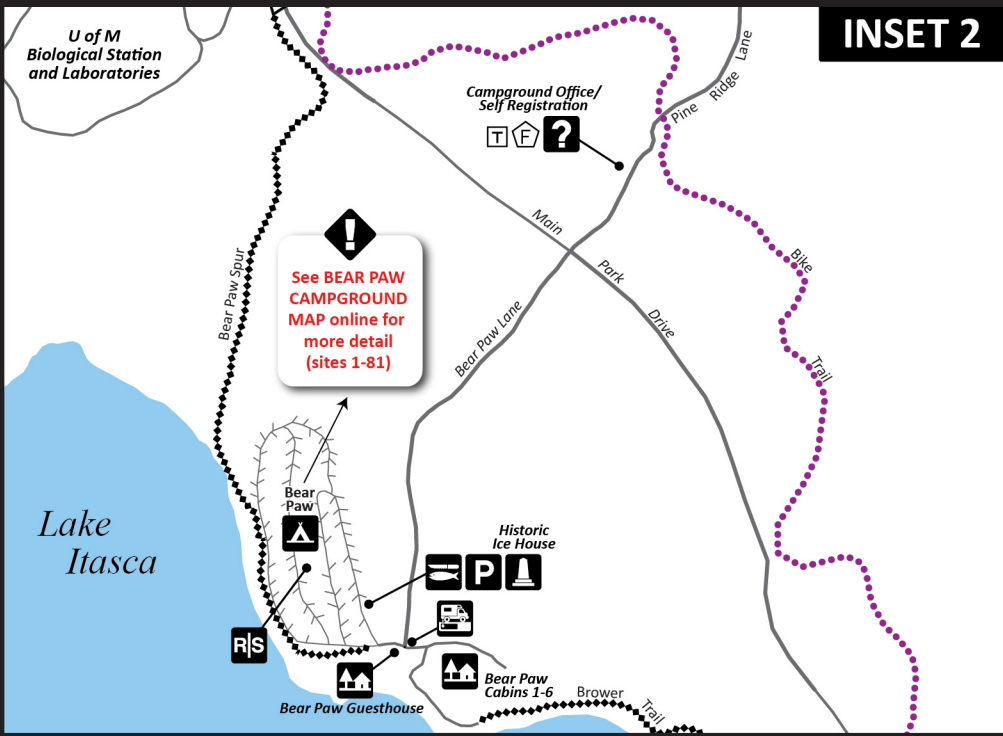 INSET 2
U of M
Biological Station
and Laboratories
Campground Office/
Self Registration
T
F
?
Pine Ridge Lane
Main Park Drive
Bike Trail
Bear Paw Spur
!
See BEAR PAW
CAMPGROUND
MAP online for
more detail
(sites 1-81)
Bear Paw Lane
Bear
Paw
Lake
Itasca
Historic
Ice House
P
R|S
Bear Paw Guesthouse
Bear Paw
Cabins 1-6
Brower Trail